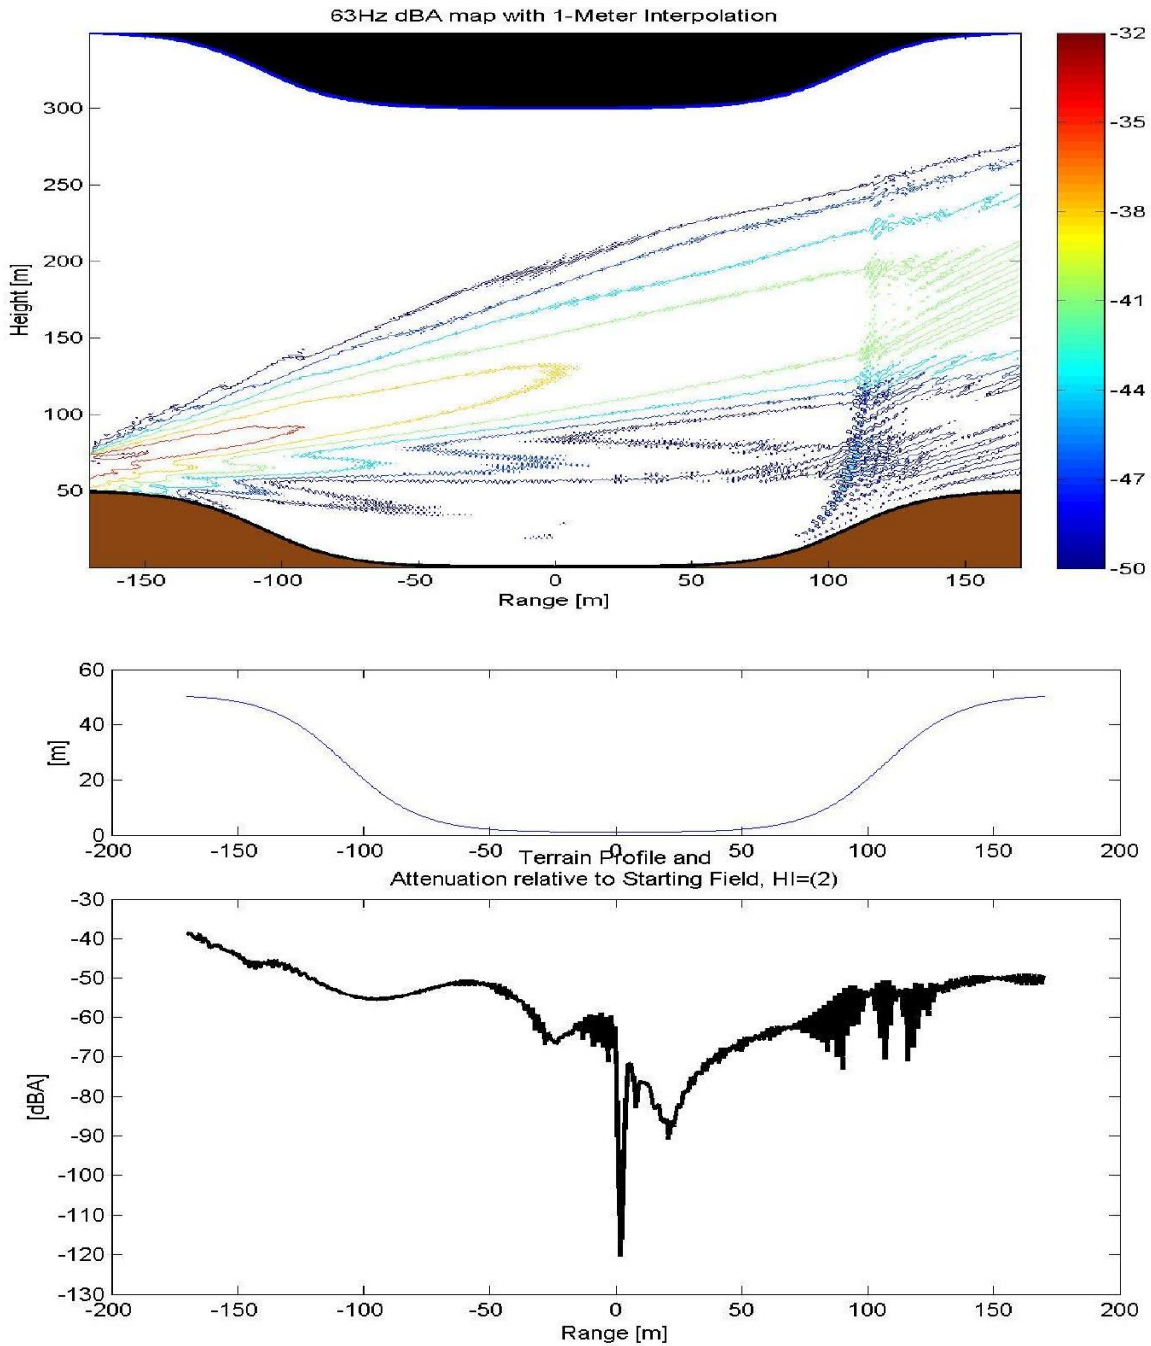 63Hz dBA map with 1-Meter Interpolation
Height [m]
300
250
200
150
100
50
-150 -100 -50 0 50 100 150
Range [m]
-32
-35
-38
-41
-44
-47
-50
[m]
60
40
20
0
-200 -150 -100 -50 0 50 100 150 200
Terrain Profile and
Attenuation relative to Starting Field, HI=(2)
[dBA]
-30
-40
-50
-60
-70
-80
-90
-100
-110
-120
-130
-200 -150 -100 -50 0 50 100 150 200
Range [m]